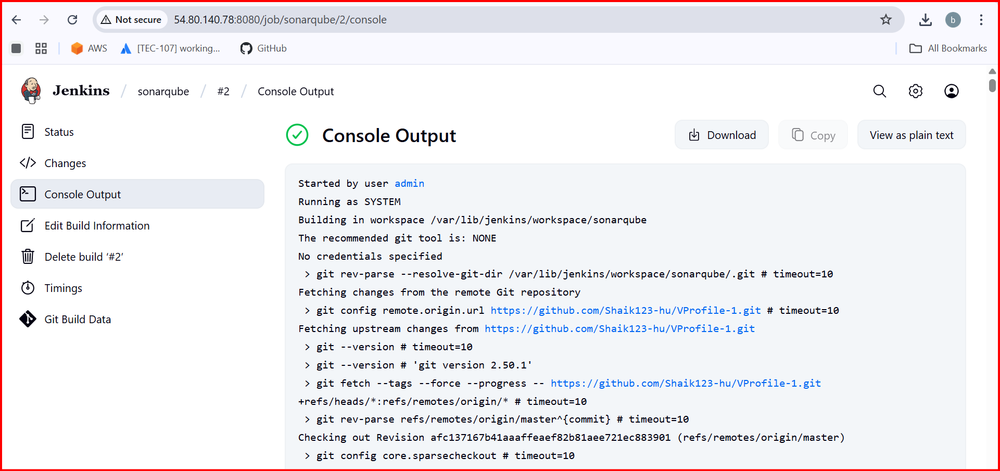 Not secure 54.80.140.78:8080/job/sonarqube/2/console b
AWS [TEC-107] working... GitHub All Bookmarks
Jenkins / sonarqube / #2 / Console Output
Status
Changes
Console Output
Edit Build Information
Delete build ‘#2’
Timings
Git Build Data
Console Output
Download Copy View as plain text
Started by user admin
Running as SYSTEM
Building in workspace /var/lib/jenkins/workspace/sonarqube
The recommended git tool is: NONE
No credentials specified
> git rev-parse --resolve-git-dir /var/lib/jenkins/workspace/sonarqube/.git # timeout=10
Fetching changes from the remote Git repository
> git config remote.origin.url https://github.com/Shaik123-hu/VProfile-1.git # timeout=10
Fetching upstream changes from https://github.com/Shaik123-hu/VProfile-1.git
> git --version # timeout=10
> git --version # 'git version 2.50.1'
> git fetch --tags --force --progress -- https://github.com/Shaik123-hu/VProfile-1.git
+refs/heads/*:refs/remotes/origin/* # timeout=10
> git rev-parse refs/remotes/origin/master^{commit} # timeout=10
Checking out Revision afc137167b41aaaffeaef82b81aee721ec883901 (refs/remotes/origin/master)
> git config core.sparsecheckout # timeout=10